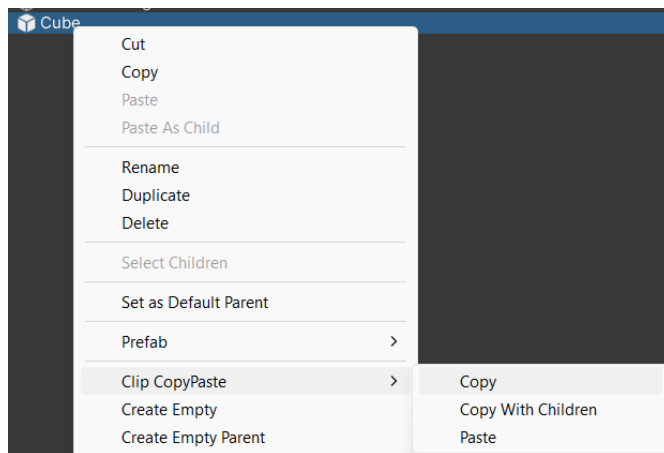 Cube
Cut
Copy
Paste
Paste As Child
Rename
Duplicate
Delete
Select Children
Set as Default Parent
Prefab
Clip CopyPaste
Copy
Create Empty
Copy With Children
Create Empty Parent
Paste